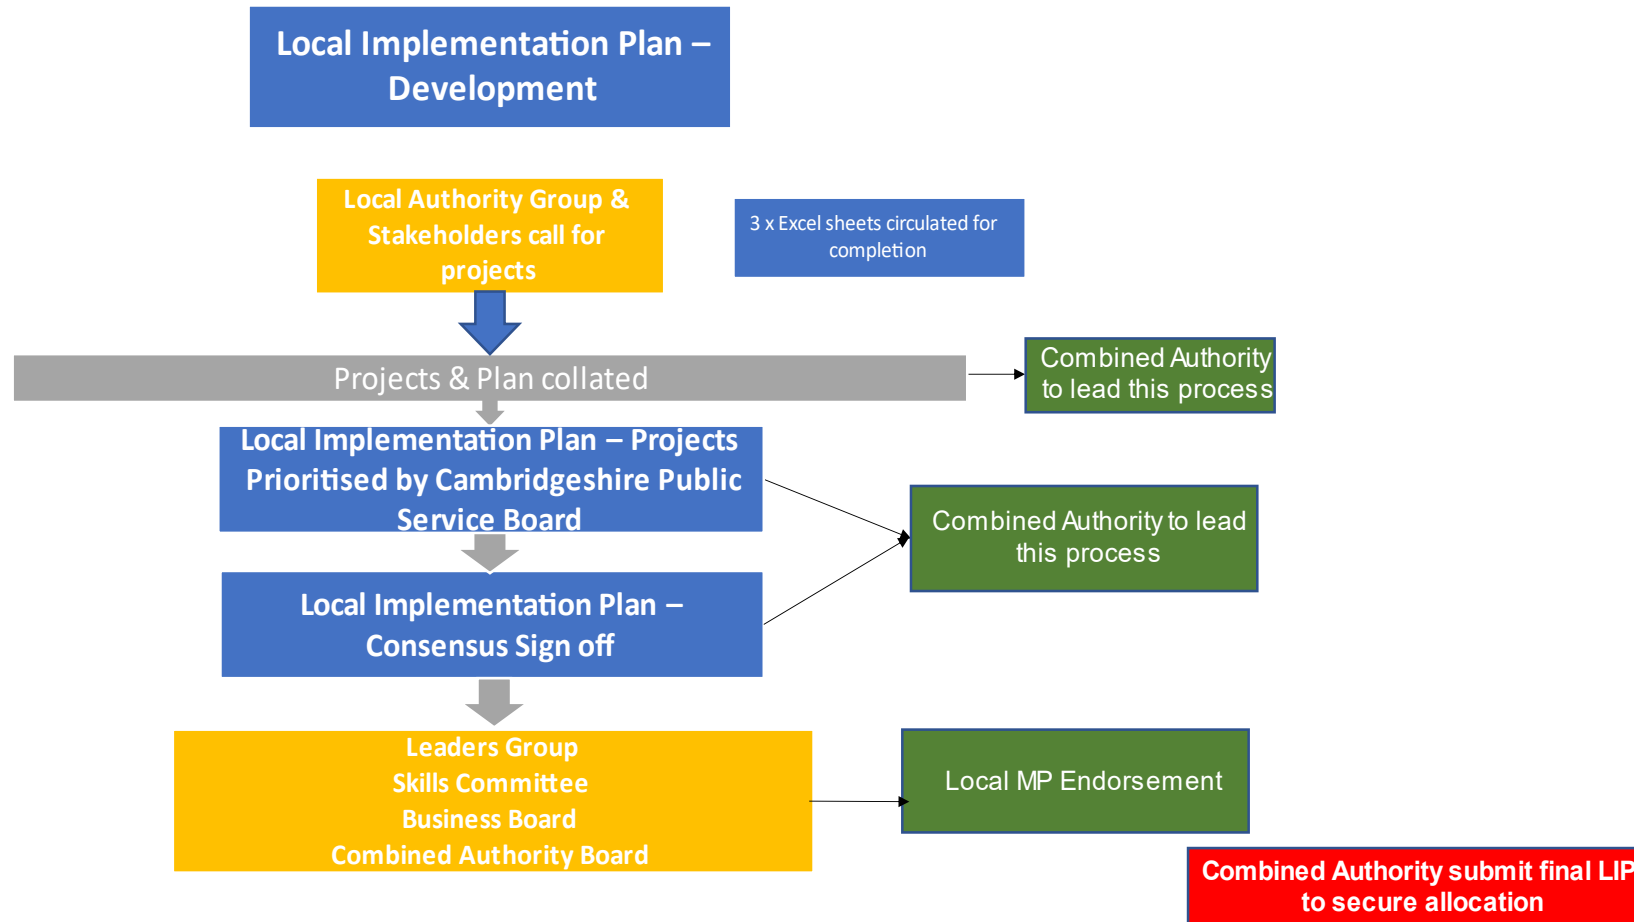 Local Implementation Plan –
Development
Local Authority Group &
Stakeholders call for
projects
3 x Excel sheets circulated for
completion
Projects & Plan collated
Combined Authority
to lead this process
Local Implementation Plan – Projects
Prioritised by Cambridgeshire Public
Service Board
Combined Authority to lead
this process
Local Implementation Plan –
Consensus Sign off
Leaders Group
Skills Committee
Business Board
Combined Authority Board
Local MP Endorsement
Combined Authority submit final LIP
to secure allocation